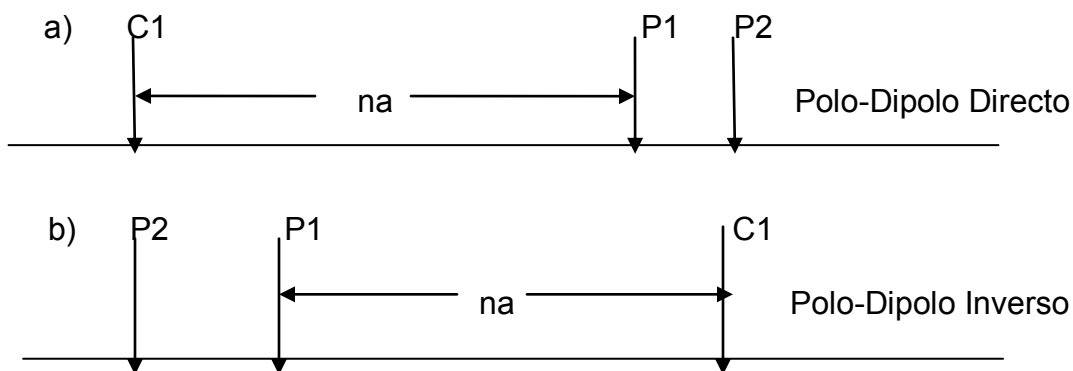 a) C1 P1 P2
na
Polo-Dipolo Directo
b) P2 P1 C1
na
Polo-Dipolo Inverso